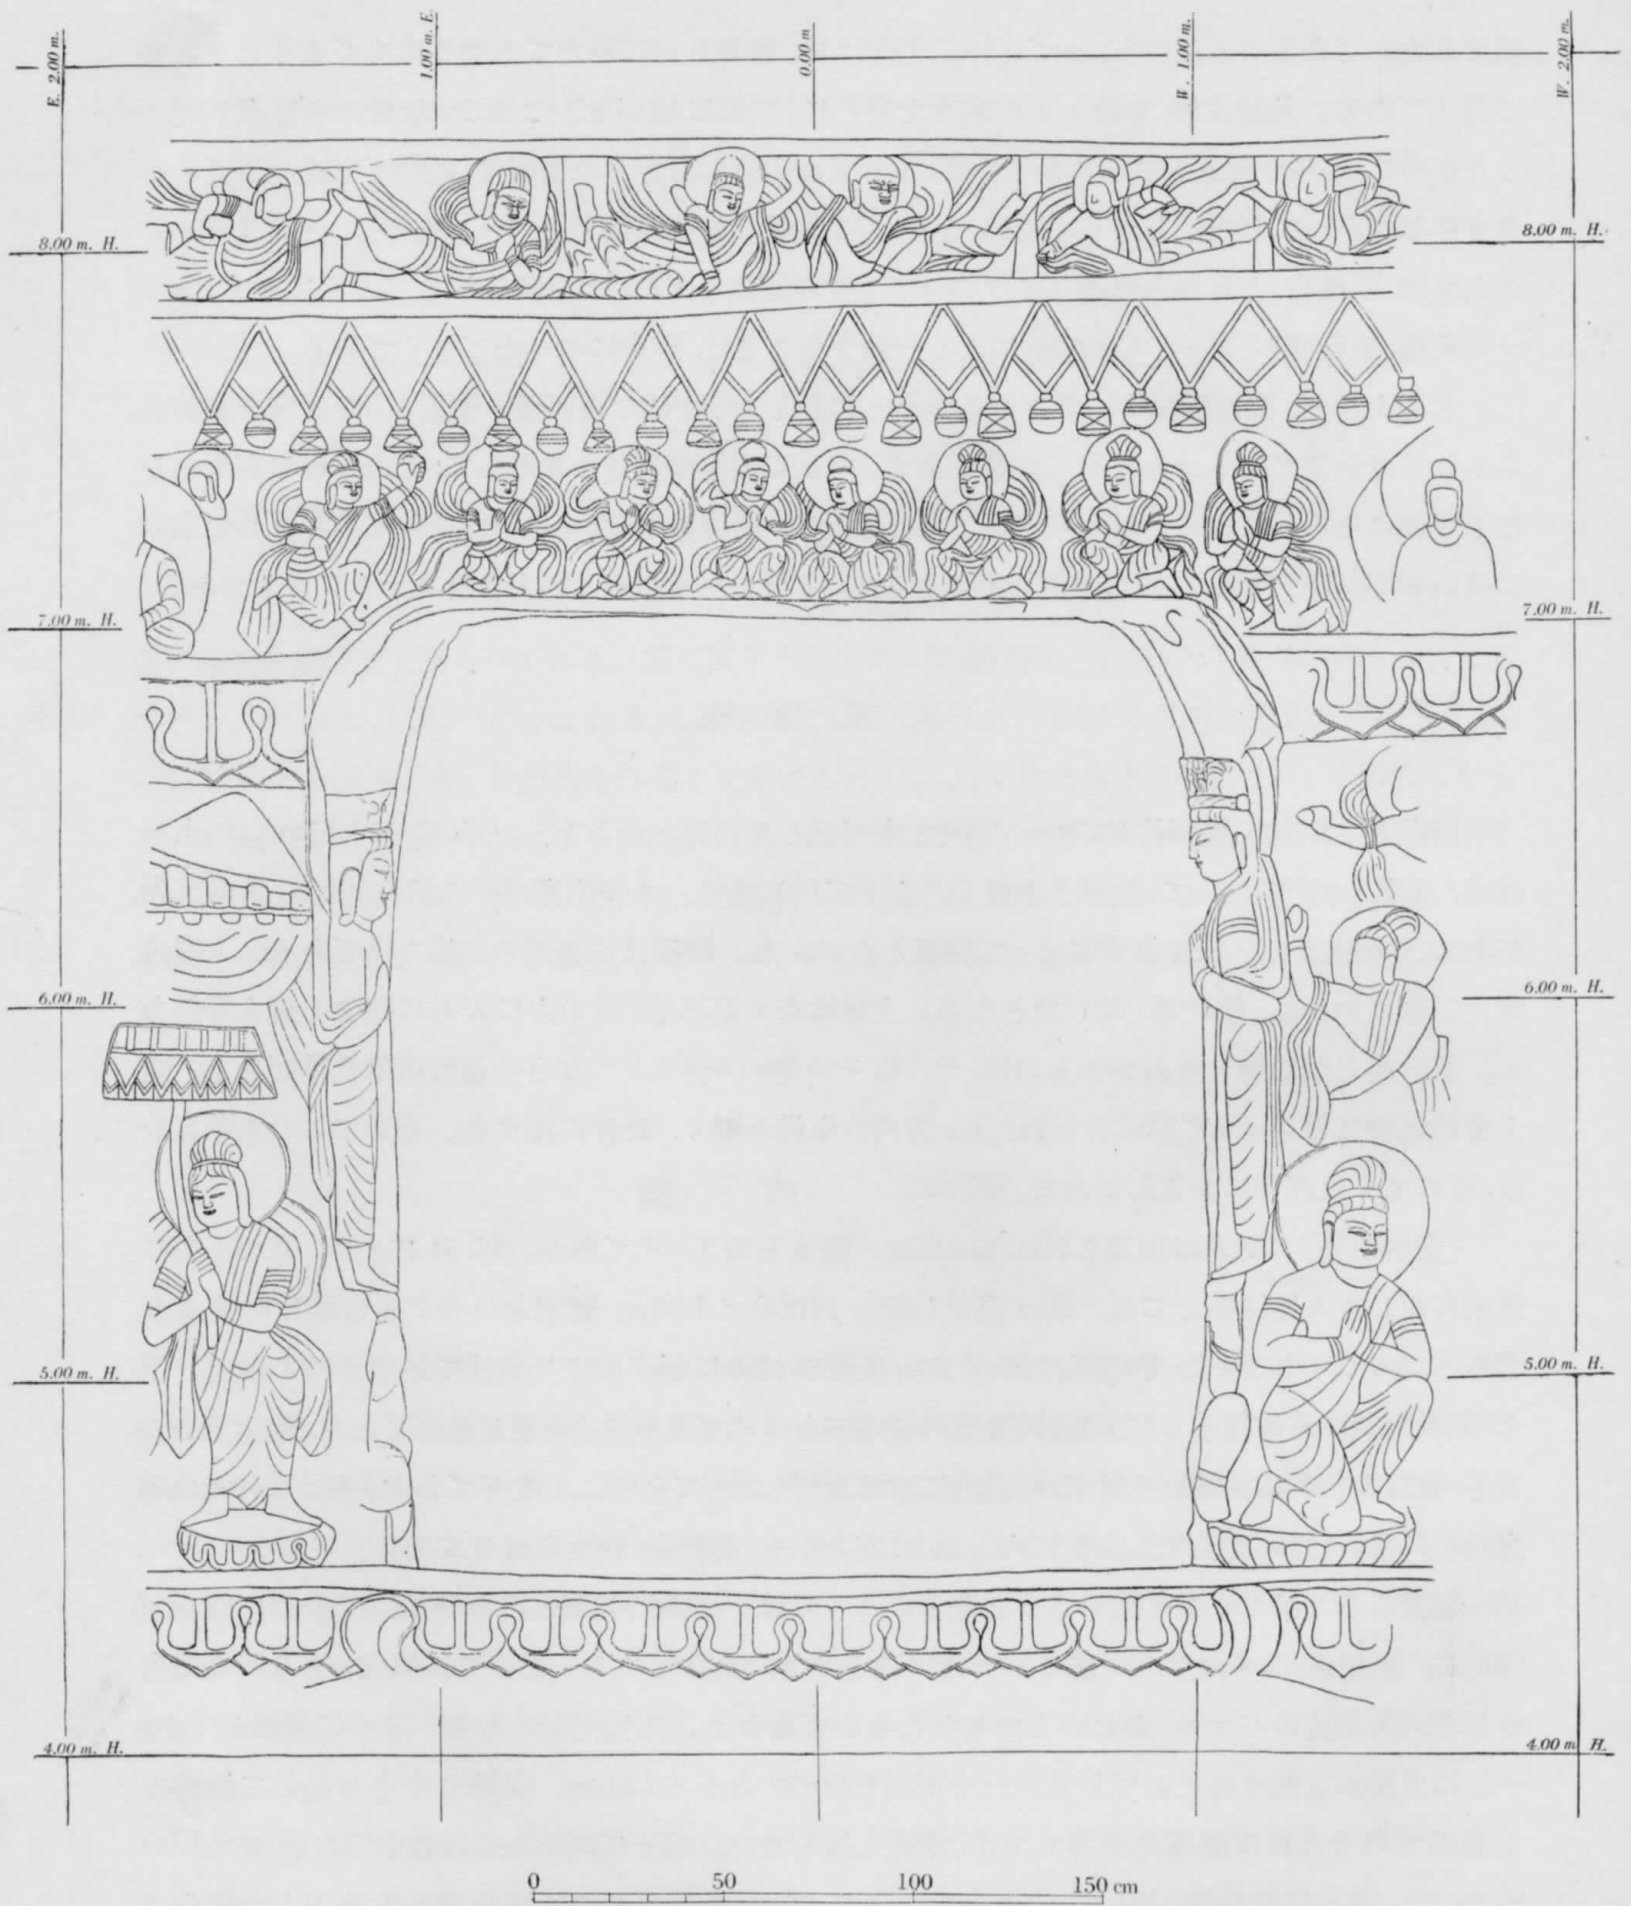 E. 2.00 m.
1.00 m. E.
0.00 m
W. 1.00 m.
W. 2.00 m.
8.00 m. H.
8.00 m. H.
7.00 m. H.
7.00 m. H.
6.00 m. H.
6.00 m. H.
5.00 m. H.
5.00 m. H.
4.00 m. H.
4.00 m H.
0 50 100 150 cm